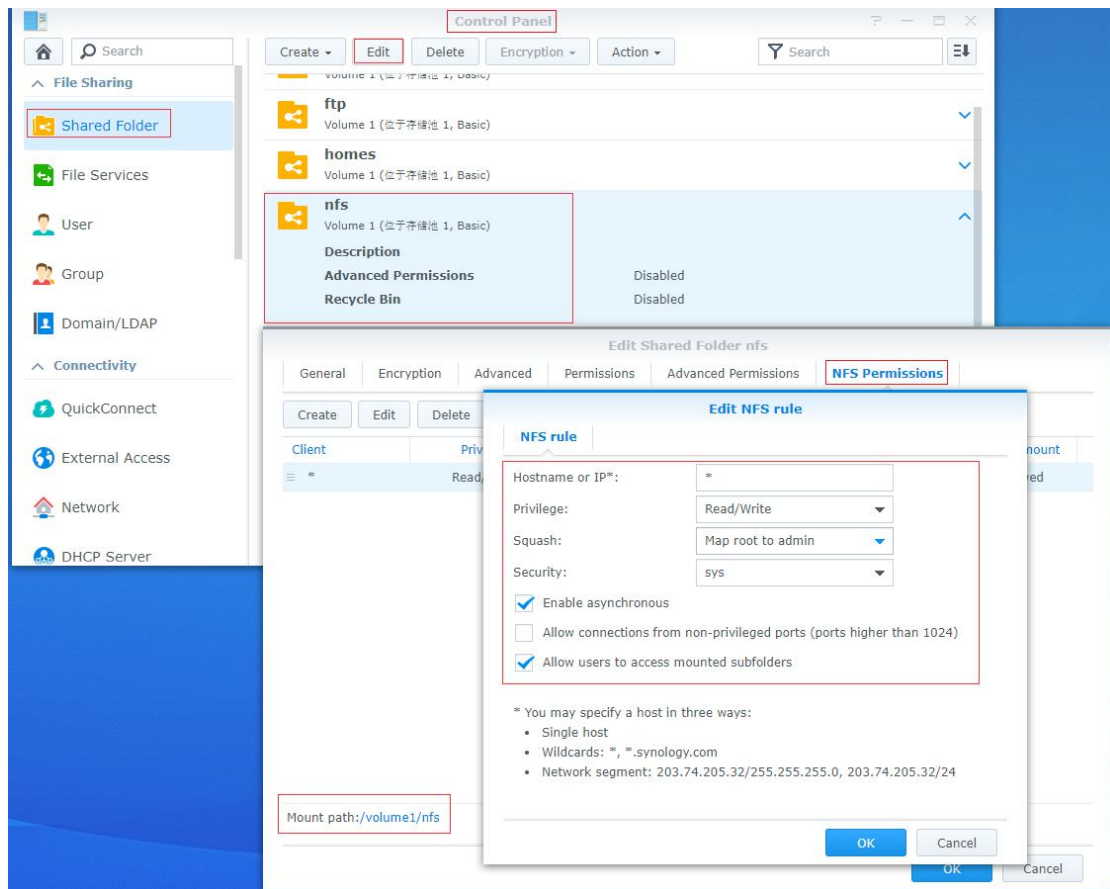 Control Panel
Search
Create
Edit
Delete
Encryption
Action
Search
File Sharing
Shared Folder
File Services
User
Group
Domain/LDAP
Connectivity
QuickConnect
External Access
Network
DHCP Server
Volume 1 (位于存储池 1, Basic)
ftp
Volume 1 (位于存储池 1, Basic)
homes
Volume 1 (位于存储池 1, Basic)
nfs
Volume 1 (位于存储池 1, Basic)
Description
Advanced Permissions Disabled
Recycle Bin Disabled
Edit Shared Folder nfs
General Encryption Advanced Permissions Advanced Permissions NFS Permissions
Create Edit Delete
Client
*
Read/
Edit NFS rule
NFS rule
Hostname or IP*: *
Privilege: Read/Write
Squash: Map root to admin
Security: sys
Enable asynchronous
Allow connections from non-privileged ports (ports higher than 1024)
Allow users to access mounted subfolders
* You may specify a host in three ways:
• Single host
• Wildcards: *, *.synology.com
• Network segment: 203.74.205.32/255.255.255.0, 203.74.205.32/24
OK Cancel
Mount path:/volume1/nfs
OK Cancel